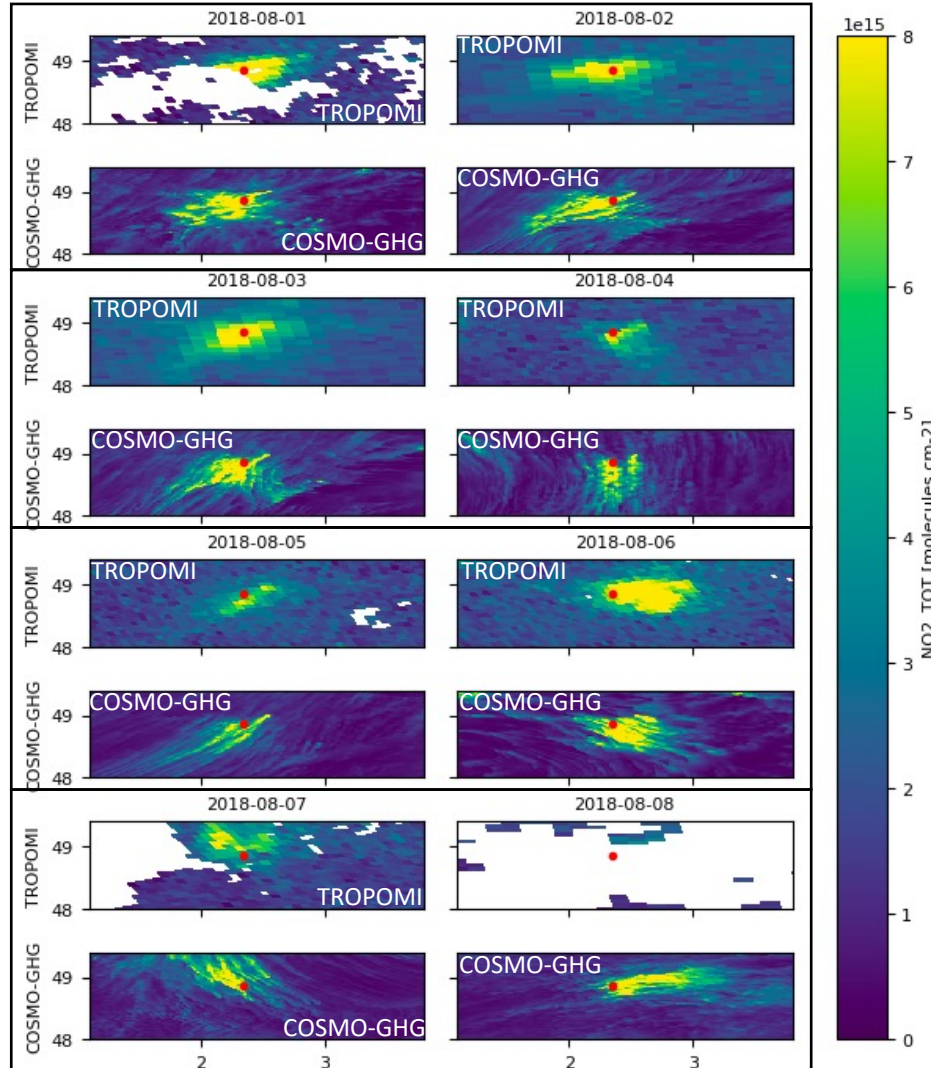 1e15
2018-08-01
2018-08-02
TROPOMI
49
48
TROPOMI
TROPOMI
COSMO-GHG
49
48
COSMO-GHG
COSMO-GHG
2018-08-03
2018-08-04
TROPOMI
49
48
TROPOMI
TROPOMI
COSMO-GHG
49
48
COSMO-GHG
COSMO-GHG
2018-08-05
2018-08-06
TROPOMI
49
48
TROPOMI
TROPOMI
COSMO-GHG
49
48
COSMO-GHG
COSMO-GHG
2018-08-07
2018-08-08
TROPOMI
49
48
TROPOMI
COSMO-GHG
49
48
COSMO-GHG
COSMO-GHG
2 3
2 3
8
7
6
5
4
3
2
1
0
NO2_TOT [molecules cm-2]